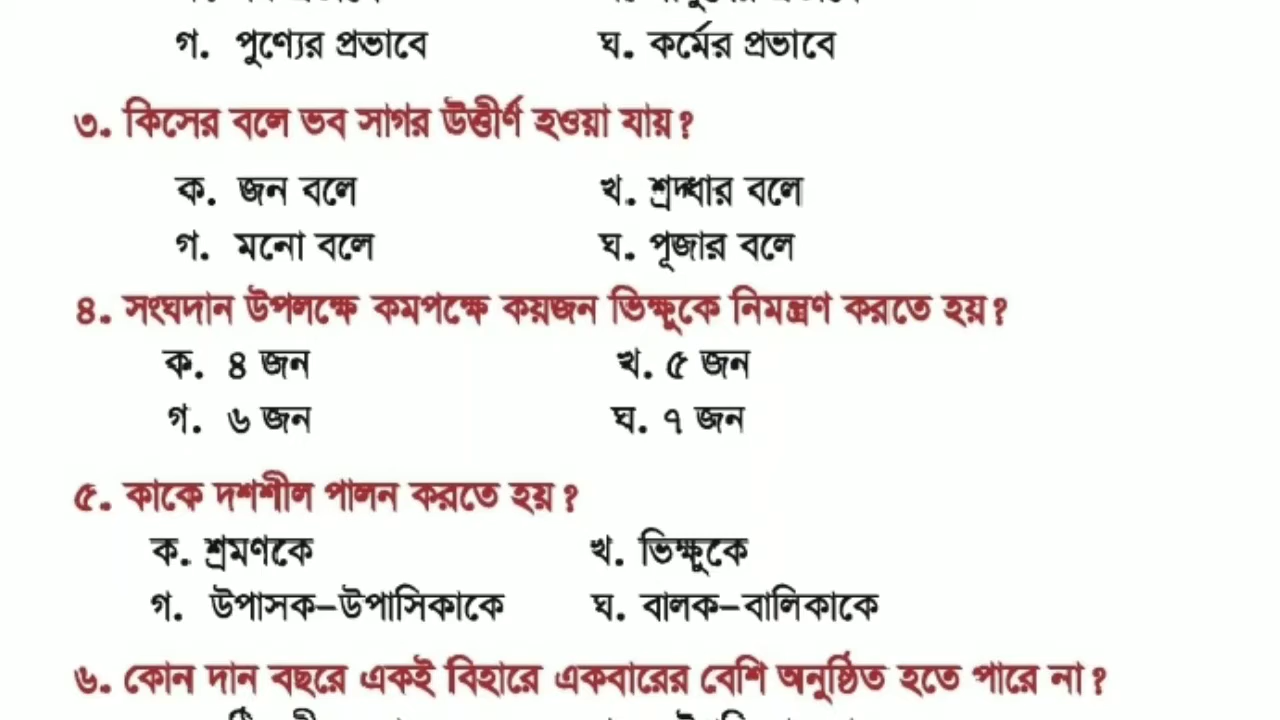 গ. পুণ্যের প্রভাবে ঘ. কর্মের প্রভাবে
৩. কিসের বলে ভব সাগর উত্তীর্ণ হওয়া যায়?
ক. জন বলে খ. শ্রদ্ধার বলে
গ. মনো বলে ঘ. পূজার বলে
৪. সংঘদান উপলক্ষে কমপক্ষে কয়জন ভিক্ষুকে নিমন্ত্রণ করতে হয়?
ক. ৪ জন খ. ৫ জন
গ. ৬ জন ঘ. ৭ জন
৫. কাকে দশশীল পালন করতে হয়?
ক. শ্রমণকে খ. ভিক্ষুকে
গ. উপাসক-উপাসিকাকে ঘ. বালক-বালিকাকে
৬. কোন দান বছরে একই বিহারে একবারের বেশি অনুষ্ঠিত হতে পারে না?